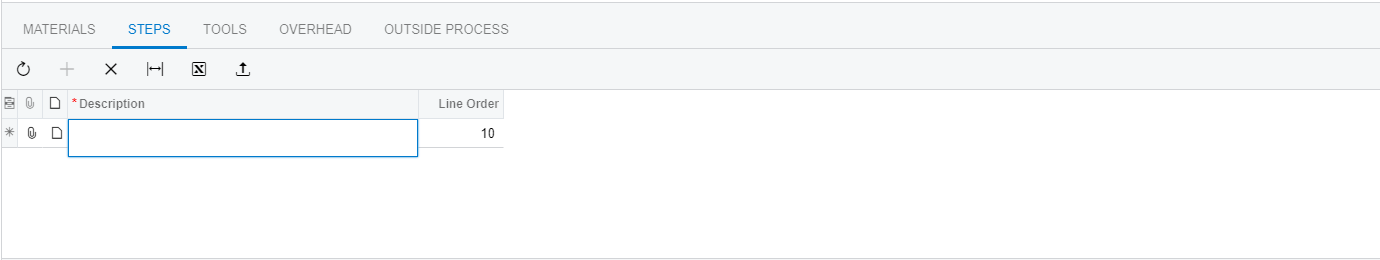 MATERIALS STEPS TOOLS OVERHEAD OUTSIDE PROCESS
* Description Line Order
10